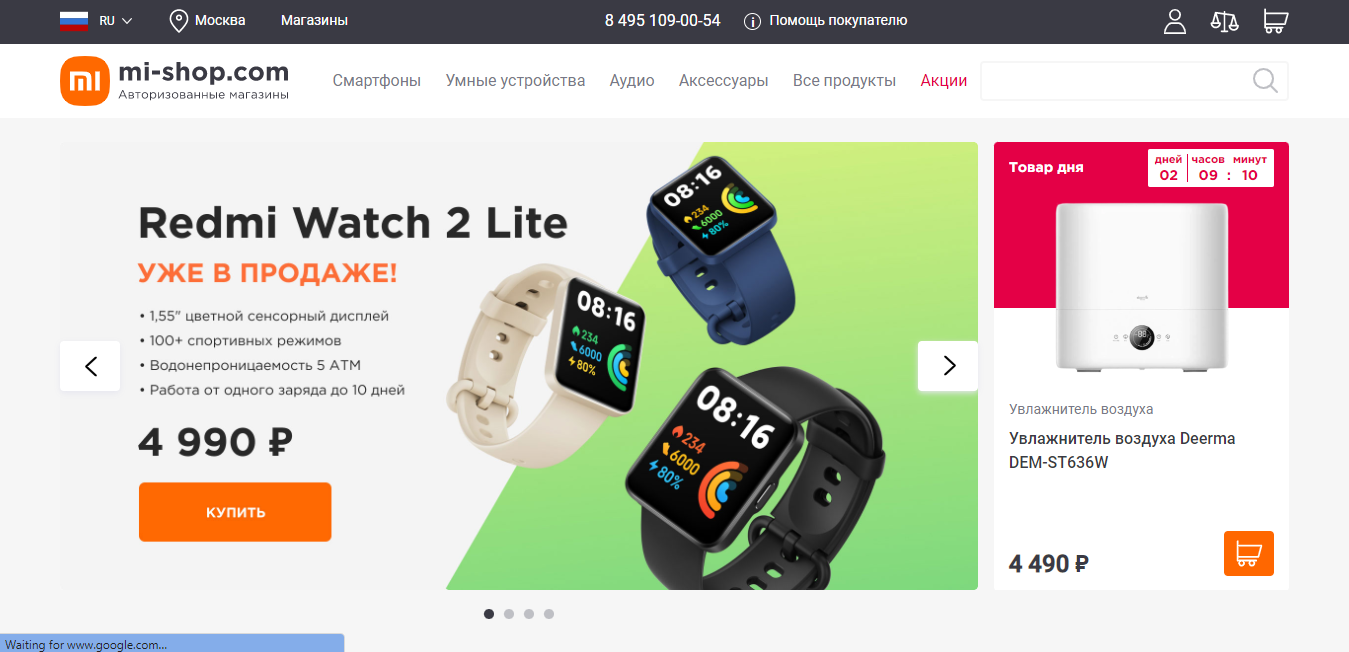 RU
Москва
Магазины
8 495 109-00-54
Помощь покупателю
mi
mi-shop.com
Авторизованные магазины
Смартфоны
Умные устройства
Аудио
Аксессуары
Все продукты
Акции
Redmi Watch 2 Lite
УЖЕ В ПРОДАЖЕ!
• 1,55" цветной сенсорный дисплей
• 100+ спортивных режимов
• Водонепроницаемость 5 ATM
• Работа от одного заряда до 10 дней
4 990 ₽
КУПИТЬ
08:16
234
6000
80%
08:16
234
6000
80%
08:16
234
6000
80%
Товар дня
дней часов минут
02 09 : 10
Увлажнитель воздуха
Увлажнитель воздуха Deerma
DEM-ST636W
4 490 ₽
Waiting for www.google.com...